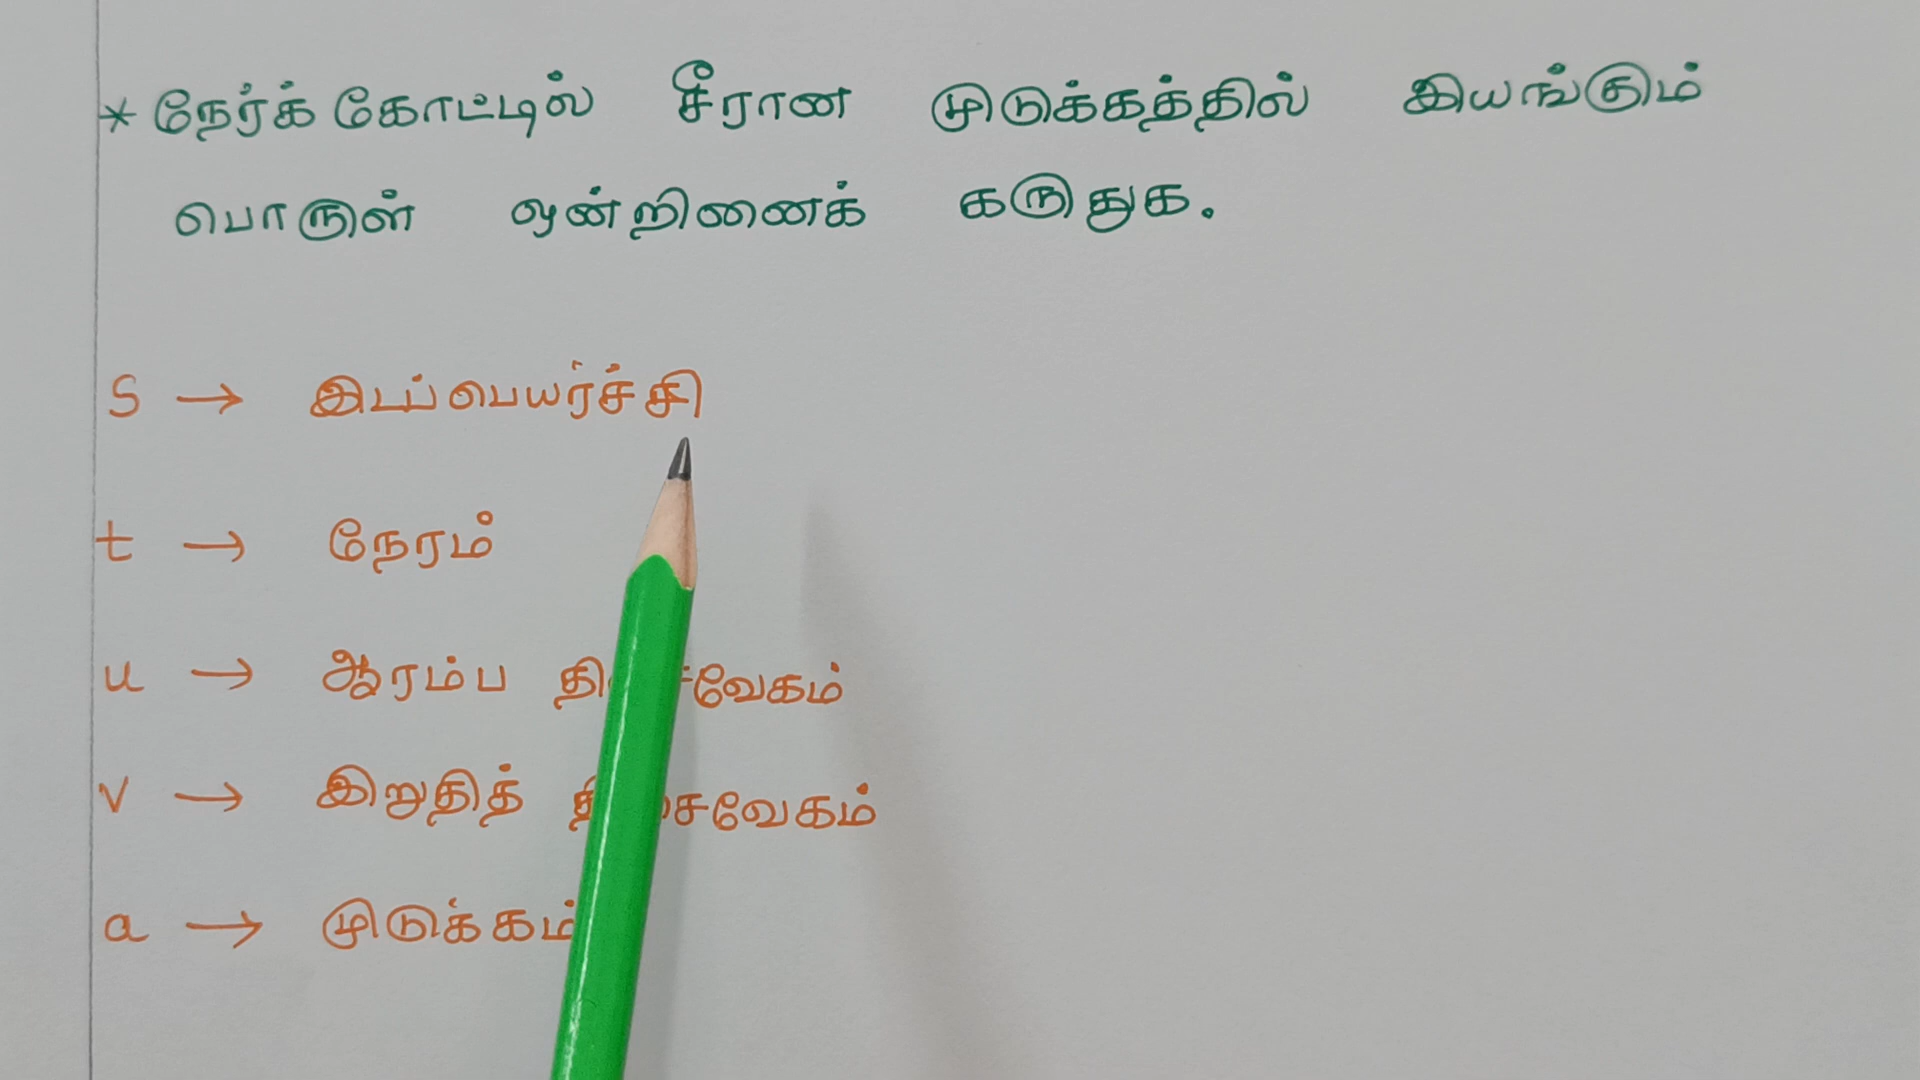 * நேர்க் கோட்டில் சீரான முடுக்கத்தில் இயங்கும்
பொருள் ஒன்றினைக் கருதுக.
S → இடப்பெயர்ச்சி
t → நேரம்
u → ஆரம்ப
v → இறுதித்
a → முடுக்கம்